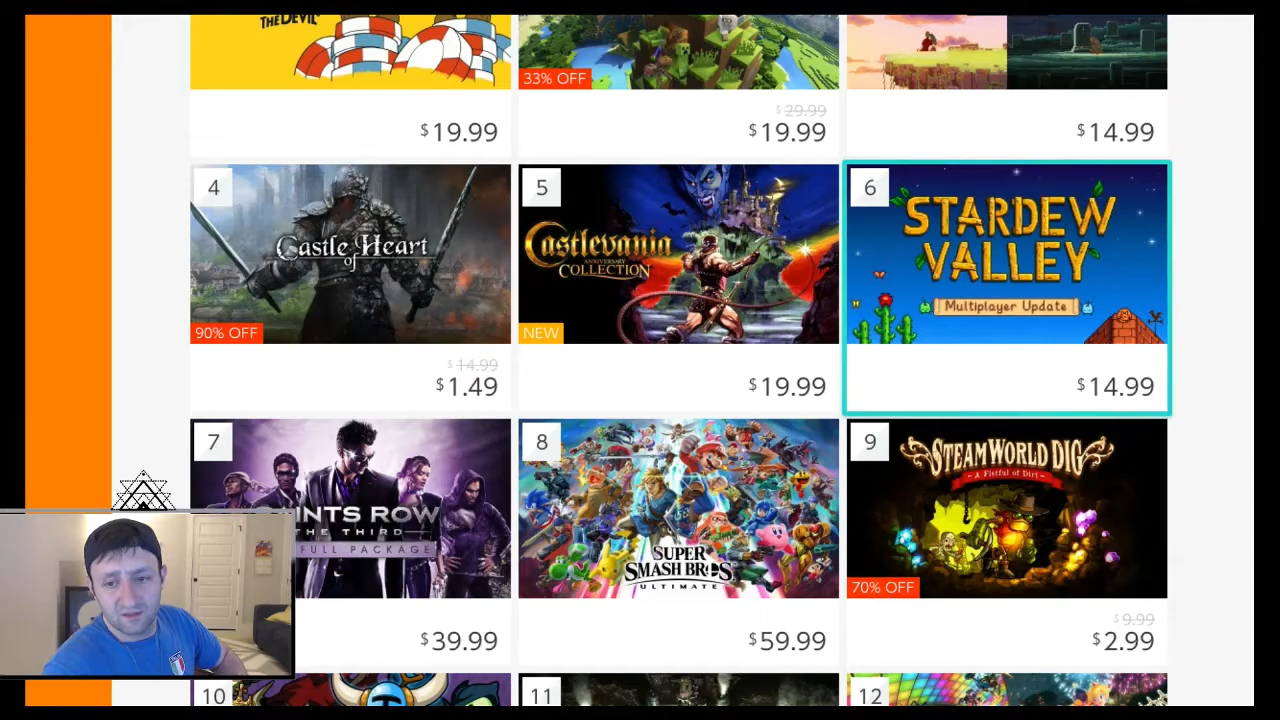 THE DEVIL
33% OFF
$29.99
$19.99
$19.99
$14.99
4
Castle of Heart
90% OFF
$14.99
$1.49
5
Castlevania
ANNIVERSARY
COLLECTION
NEW
$19.99
6
STARDEW
VALLEY
Multiplayer Update
$14.99
7
INTS ROW
THE THIRD
FULL PACKAGE
$39.99
8
SUPER
SMASH BROS
ULTIMATE
$59.99
9
STEAMWORLD DIG
A Fistful of Dirt
70% OFF
$9.99
$2.99
10
11
12